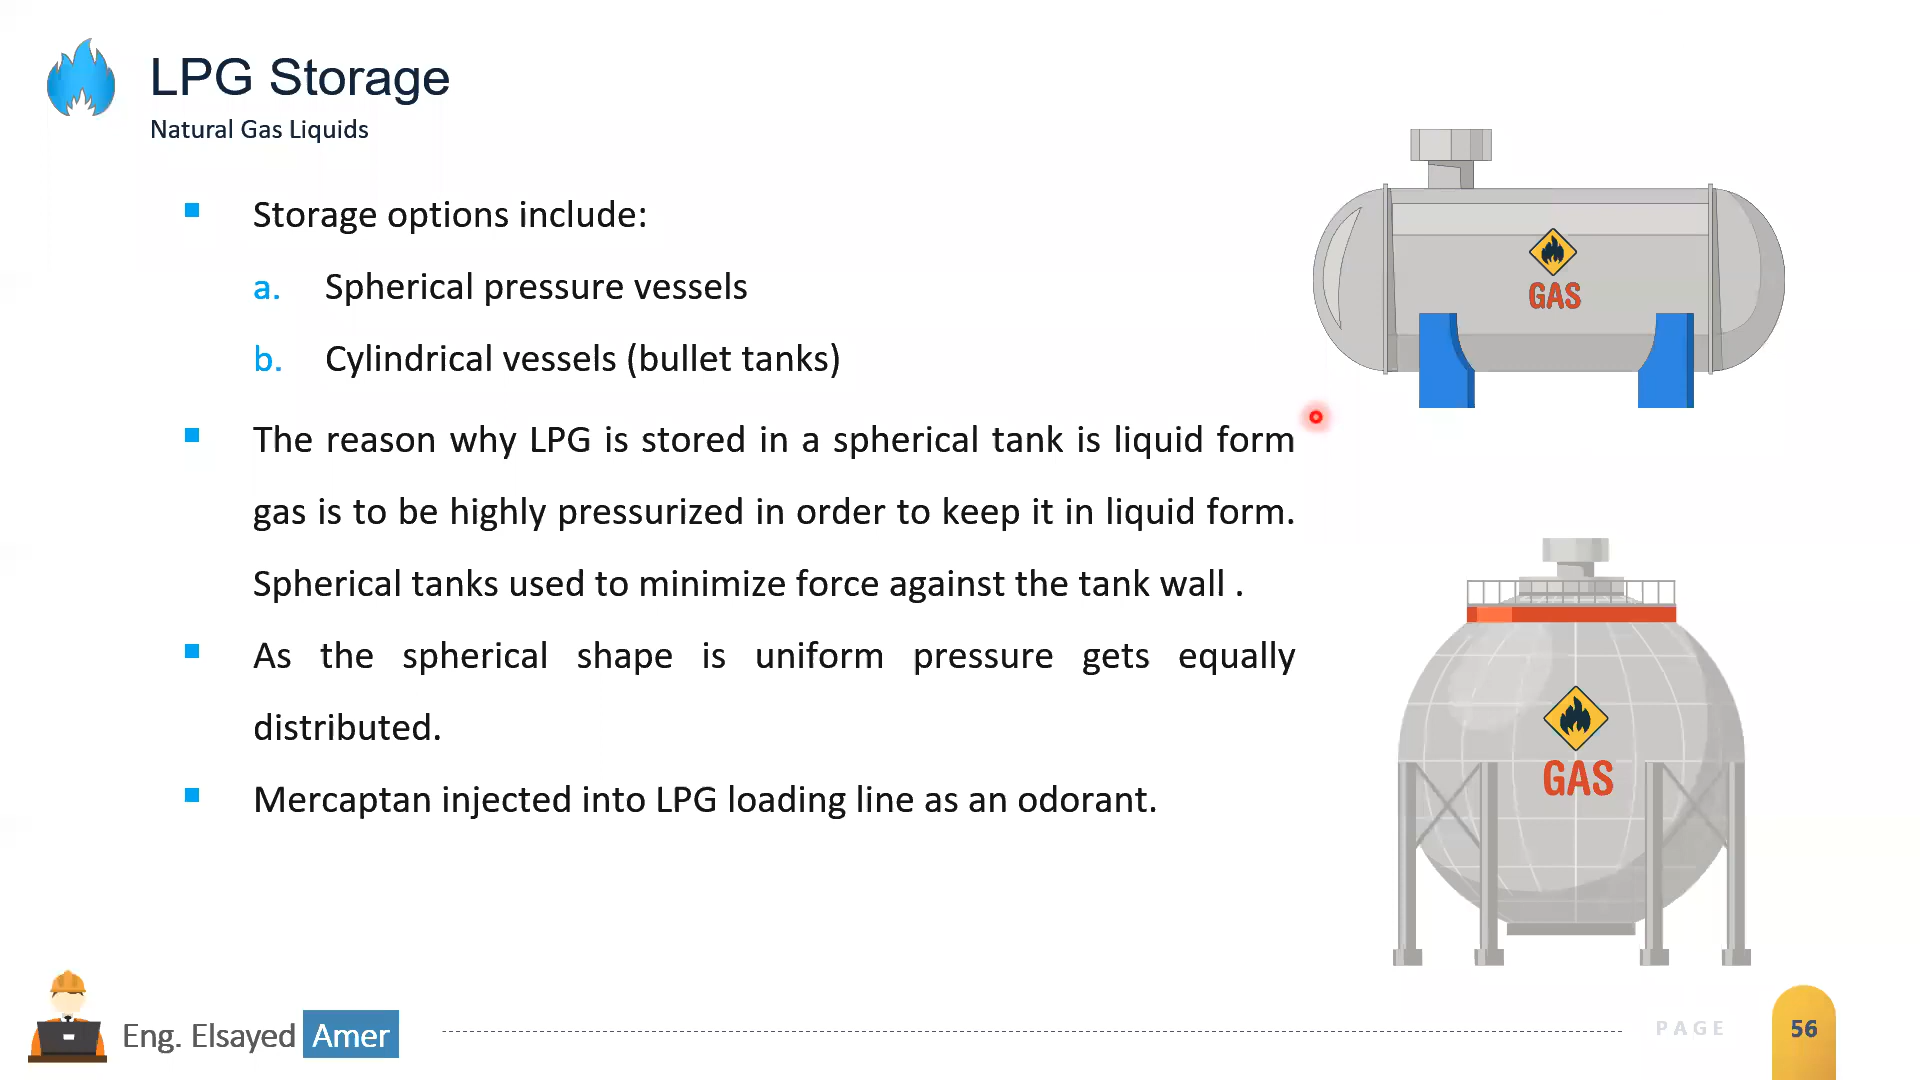 LPG Storage
Natural Gas Liquids
Storage options include:
a. Spherical pressure vessels
b. Cylindrical vessels (bullet tanks)
The reason why LPG is stored in a spherical tank is liquid form
gas is to be highly pressurized in order to keep it in liquid form.
Spherical tanks used to minimize force against the tank wall .
As the spherical shape is uniform pressure gets equally
distributed.
Mercaptan injected into LPG loading line as an odorant.
GAS
GAS
Eng. Elsayed Amer
PAGE
56